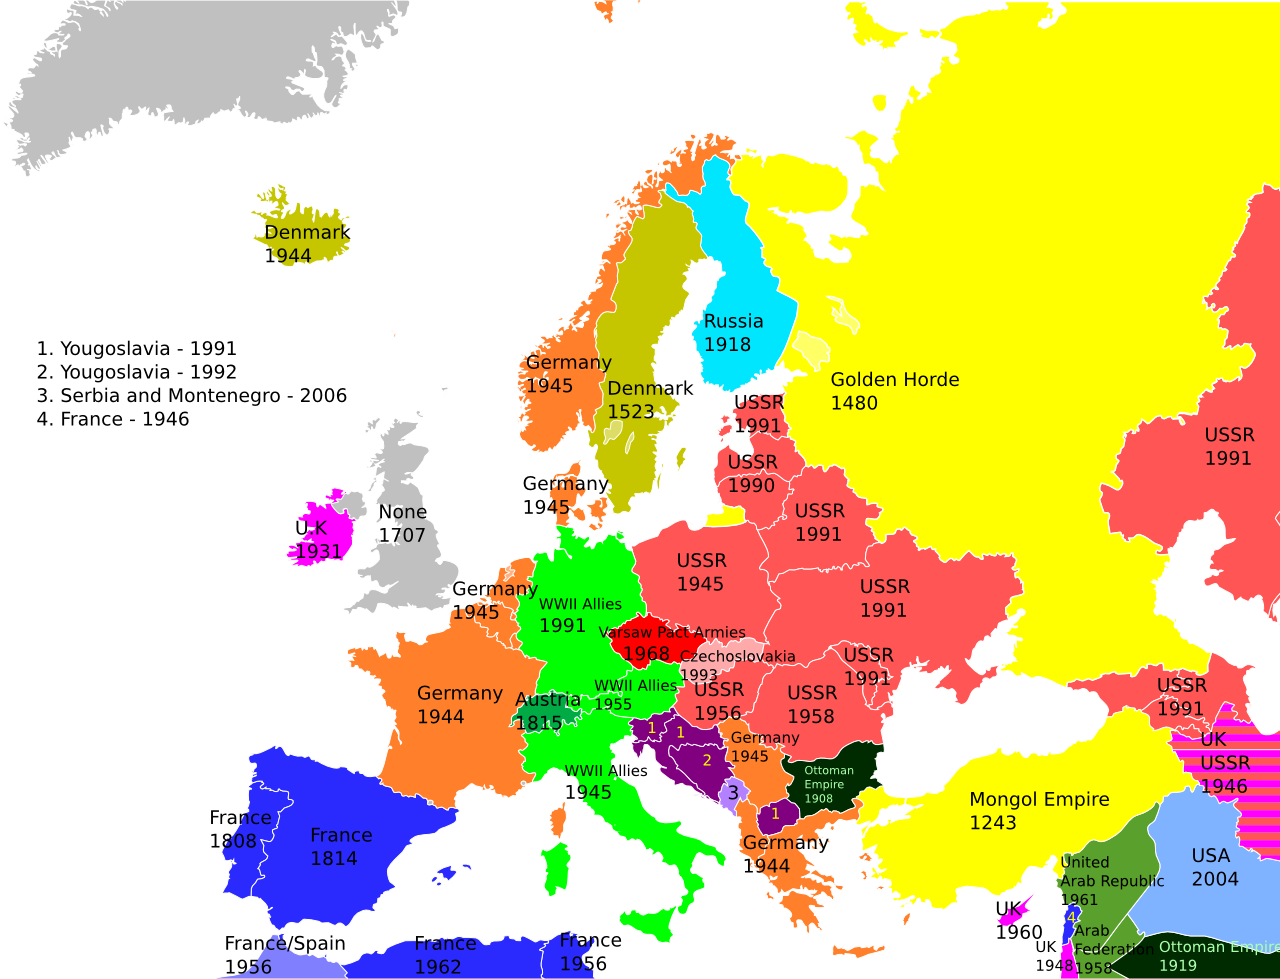 Denmark
1944
1. Yougoslavia - 1991
2. Yougoslavia - 1992
3. Serbia and Montenegro - 2006
4. France - 1946
Russia
1918
Germany
1945
Denmark
1523
Golden Horde
1480
USSR
1991
USSR
1990
USSR
1991
USSR
1991
Germany
1945
None
1707
U.K
1931
USSR
1945
USSR
1991
Germany
1945
WWII Allies
1991
Varsaw Pact Armies
1968
Czechoslovakia
1993
USSR
1991
WWII Allies
1955
USSR
1956
USSR
1958
USSR
1991
Germany
1944
Austria
1815
1
1
2
3
1
Germany
1945
WWII Allies
1945
Ottoman
Empire
1908
UK
USSR
1946
Mongol Empire
1243
France
1808
France
1814
Germany
1944
United
Arab Republic
1961
USA
2004
UK
1960
4
Arab
Federation
1958
UK
1948
Ottoman Empire
1919
France/Spain
1956
France
1962
France
1956